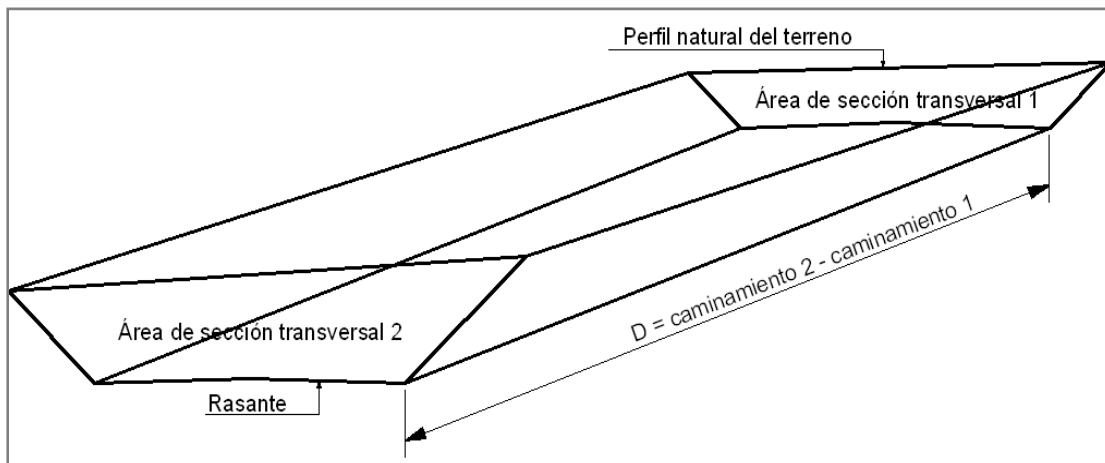 Perfil natural del terreno
Área de sección transversal 1
D = caminamiento 2 - caminamiento 1
Área de sección transversal 2
Rasante